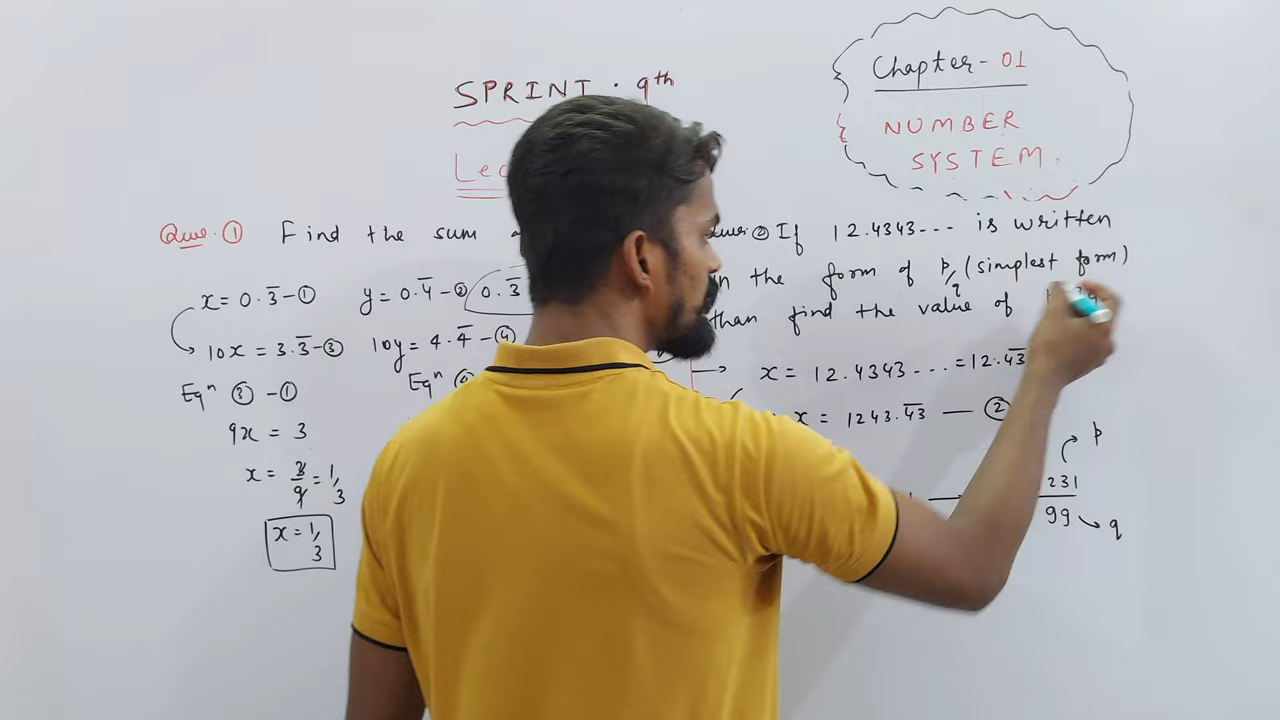 SPRINT · 9th
Lec
Chapter - 01
NUMBER
SYSTEM
Que. ① Find the sum
x = 0.3̅ - ① y = 0.4̅ - ② 0.3̅
10x = 3.3̅ - ③ 10y = 4.4̅ - ④
Eqⁿ ③ - ① Eqⁿ
9x = 3
x = 3/9 = 1/3
x = 1/3
② If 12.4343... is written
in the form of p/q (simplest form)
than find the value of
x = 12.4343... = 12.4̅3̅
x = 1243.4̅3̅ — ②
p
231
99 q